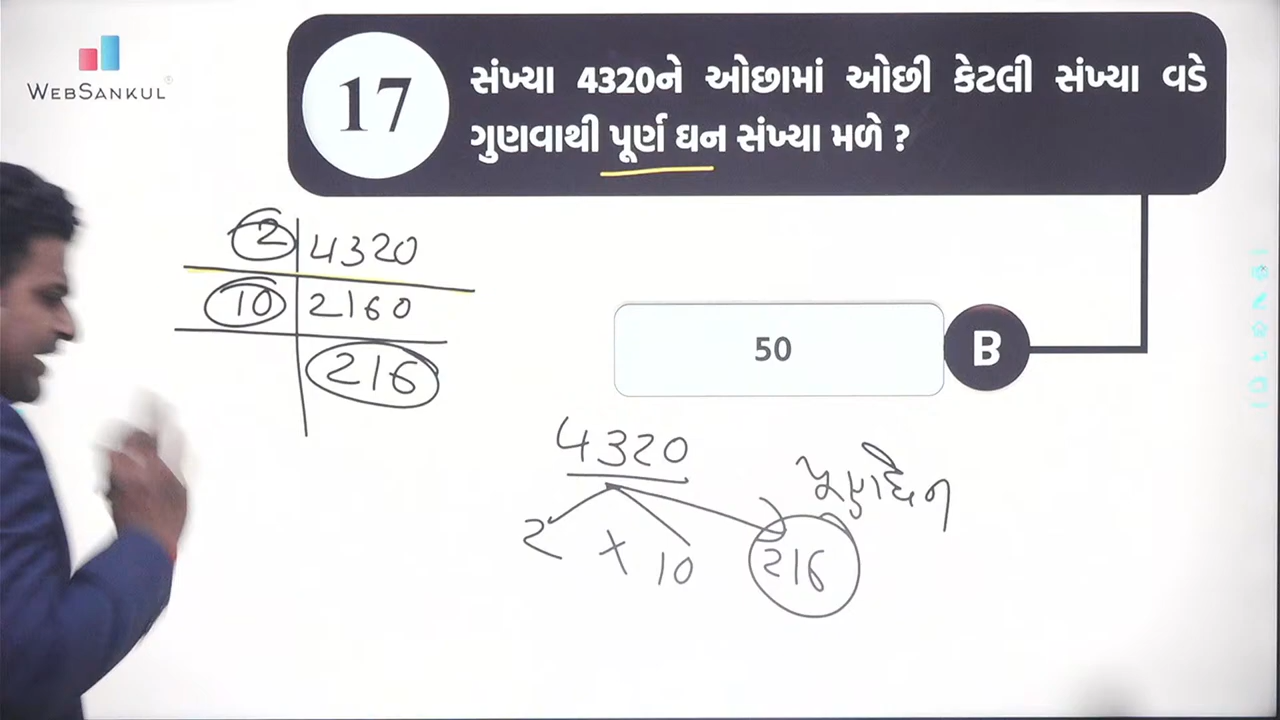 WEBSANKUL
17
સંખ્યા 4320ને ઓછામાં ઓછી કેટલી સંખ્યા વડે
ગુણવાથી પૂર્ણ ઘન સંખ્યા મળે ?
2 4320
10 2160
216
50
B
4320
2 × 10 216
પૂર્ણઘન